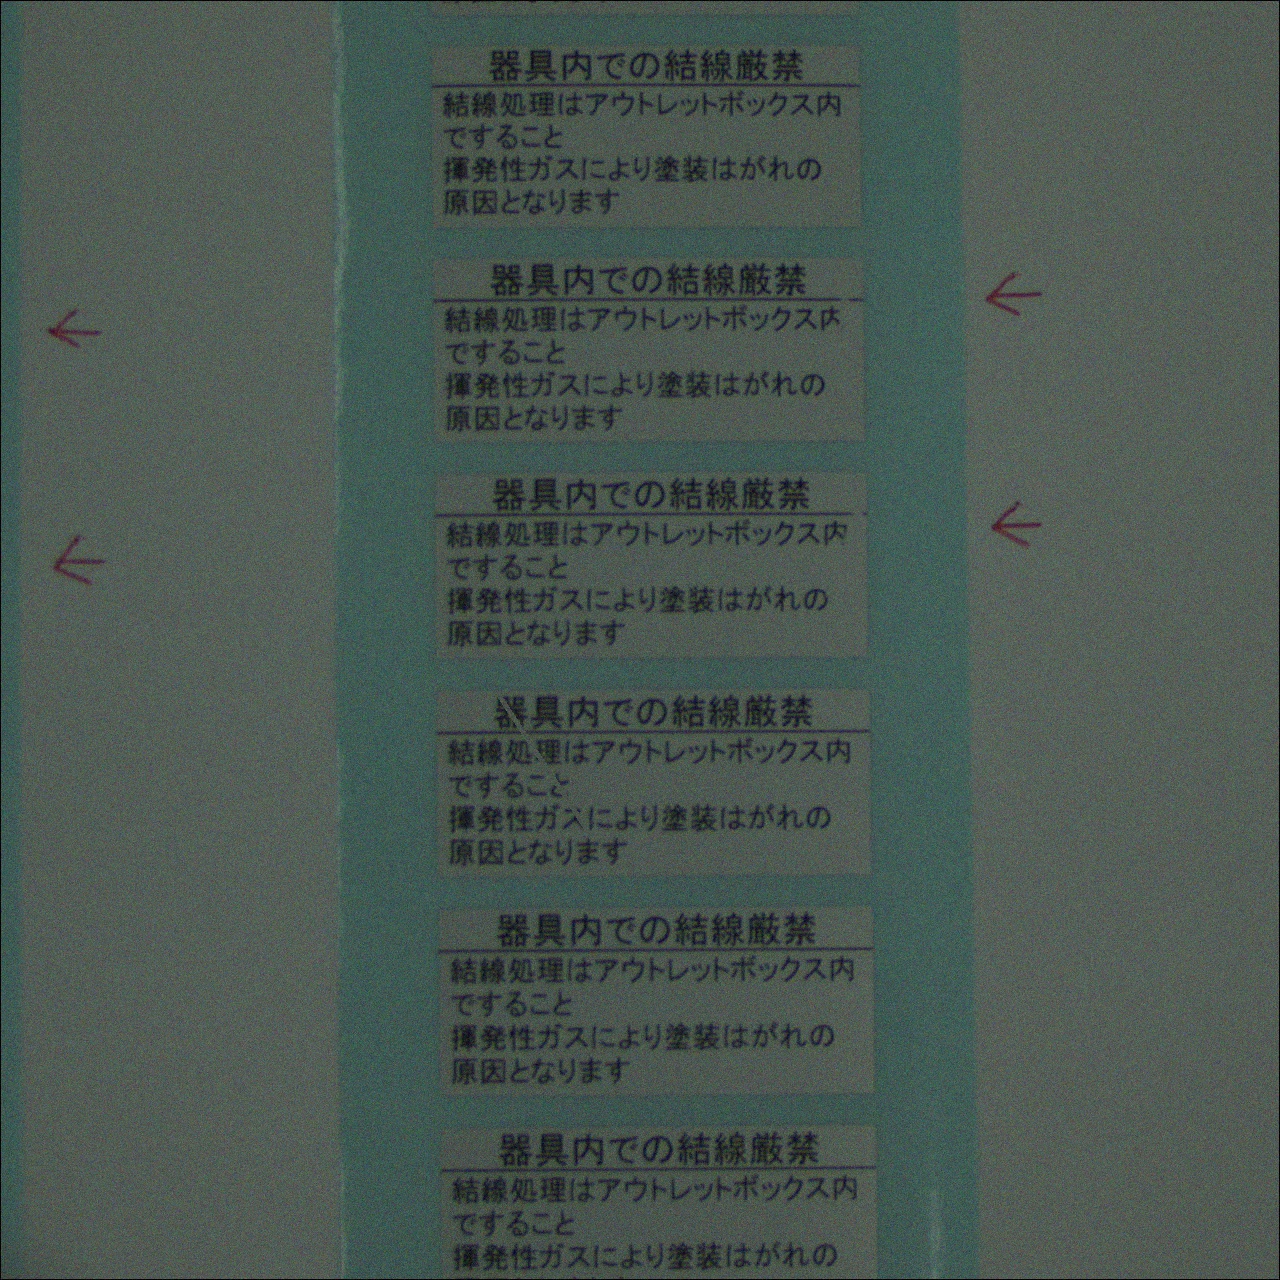 器具内での結線厳禁
結線処理はアウトレットボックス内
ですること
揮発性ガスにより塗装はがれの
原因となります
器具内での結線厳禁
結線処理はアウトレットボックス内
ですること
揮発性ガスにより塗装はがれの
原因となります
器具内での結線厳禁
結線処理はアウトレットボックス内
ですること
揮発性ガスにより塗装はがれの
原因となります
器具内での結線厳禁
結線処理はアウトレットボックス内
ですること
揮発性ガスにより塗装はがれの
原因となります
器具内での結線厳禁
結線処理はアウトレットボックス内
ですること
揮発性ガスにより塗装はがれの
原因となります
器具内での結線厳禁
結線処理はアウトレットボックス内
ですること
揮発性ガスにより塗装はがれの